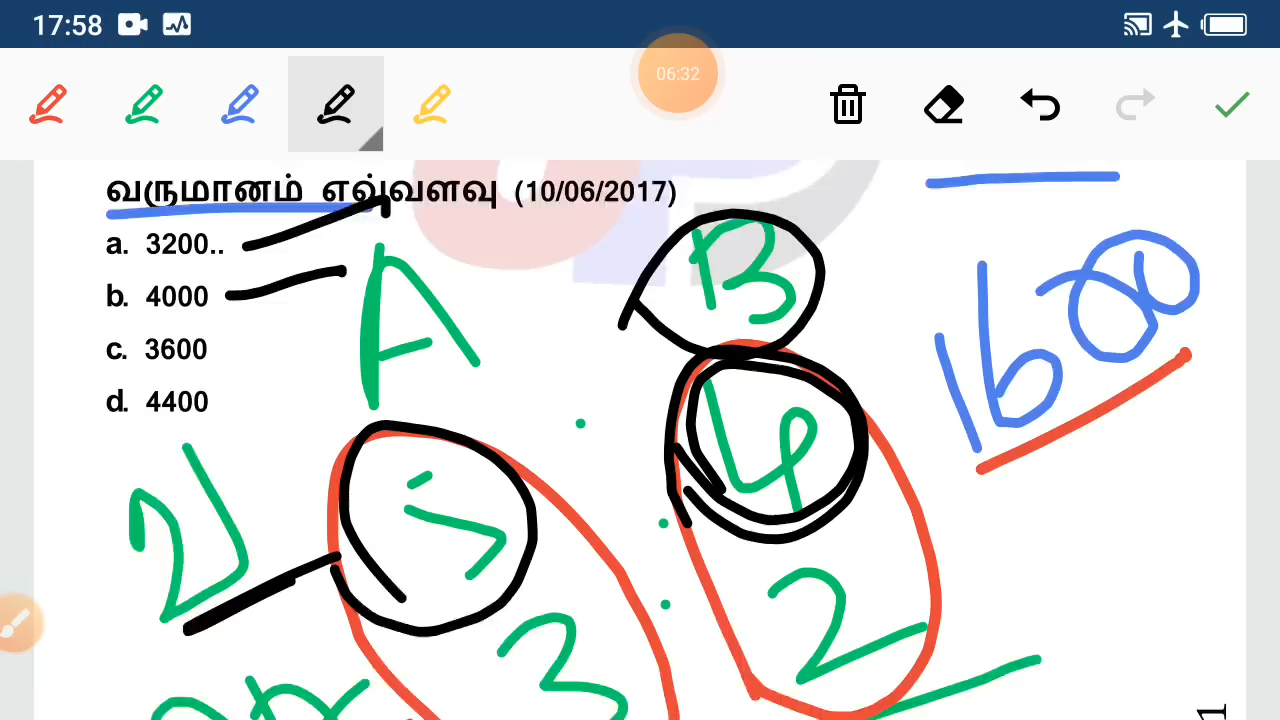 17:58
06:32
வருமானம் எவ்வளவு (10/06/2017)
a. 3200..
b. 4000
c. 3600
d. 4400
A B
1600
5 : 4
3 : 2
1